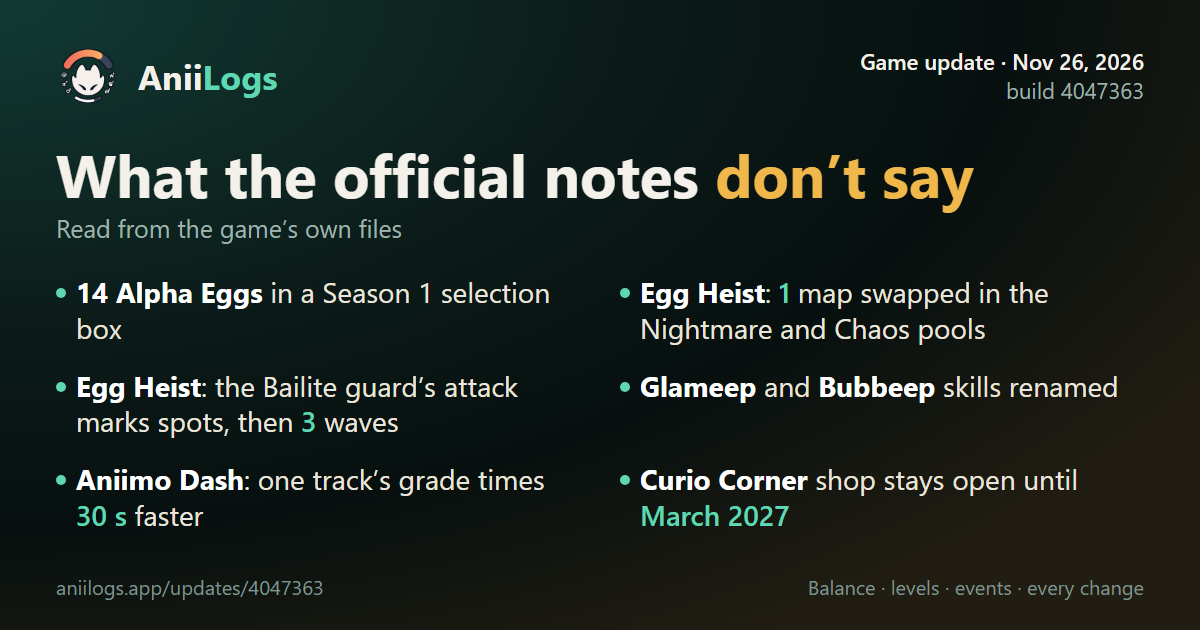 AniiLogs
Game update · Nov 26, 2026
build 4047363
What the official notes don’t say
Read from the game’s own files
• 14 Alpha Eggs in a Season 1 selection
box
• Egg Heist: 1 map swapped in the
Nightmare and Chaos pools
• Egg Heist: the Bailite guard’s attack
marks spots, then 3 waves
• Glameep and Bubbeep skills renamed
• Aniimo Dash: one track’s grade times
30 s faster
• Curio Corner shop stays open until
March 2027
aniilogs.app/updates/4047363
Balance · levels · events · every change